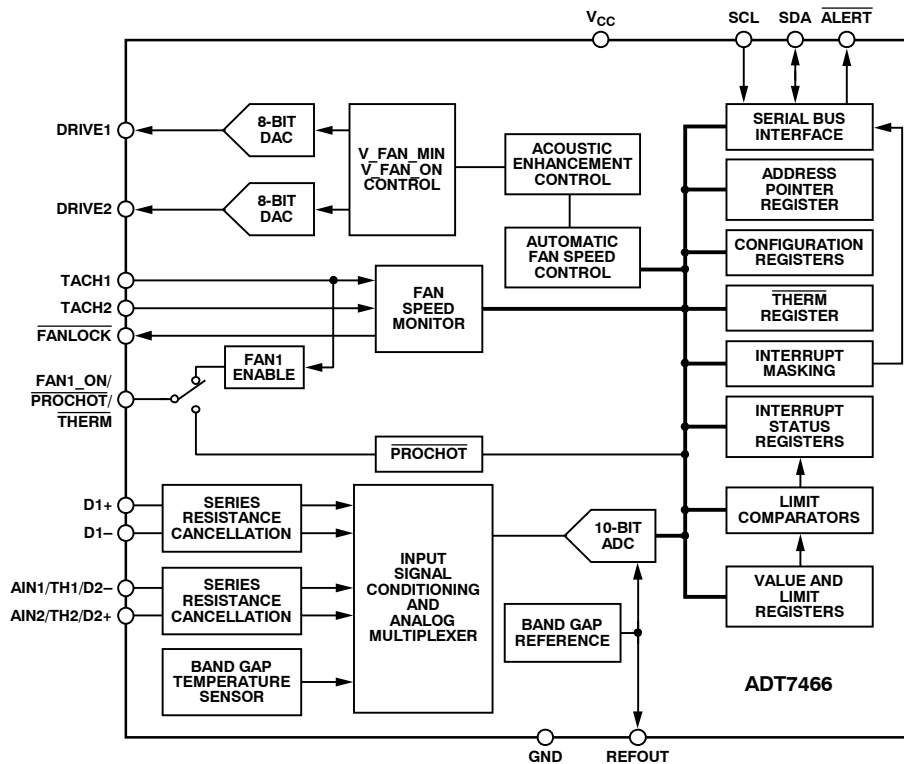 VCC
SCL
SDA
ALERT
DRIVE1
8-BIT
DAC
V_FAN_MIN
V_FAN_ON
CONTROL
ACOUSTIC
ENHANCEMENT
CONTROL
SERIAL BUS
INTERFACE
ADDRESS
POINTER
REGISTER
DRIVE2
8-BIT
DAC
AUTOMATIC
FAN SPEED
CONTROL
CONFIGURATION
REGISTERS
TACH1
TACH2
FANLOCK
FAN
SPEED
MONITOR
THERM
REGISTER
FAN1_ON/
PROCHOT/
THERM
FAN1
ENABLE
INTERRUPT
MASKING
INTERRUPT
STATUS
REGISTERS
PROCHOT
D1+
D1–
SERIES
RESISTANCE
CANCELLATION
INPUT
SIGNAL
CONDITIONING
AND
ANALOG
MULTIPLEXER
10-BIT
ADC
LIMIT
COMPARATORS
AIN1/TH1/D2–
AIN2/TH2/D2+
SERIES
RESISTANCE
CANCELLATION
VALUE AND
LIMIT
REGISTERS
BAND GAP
REFERENCE
BAND GAP
TEMPERATURE
SENSOR
ADT7466
GND
REFOUT